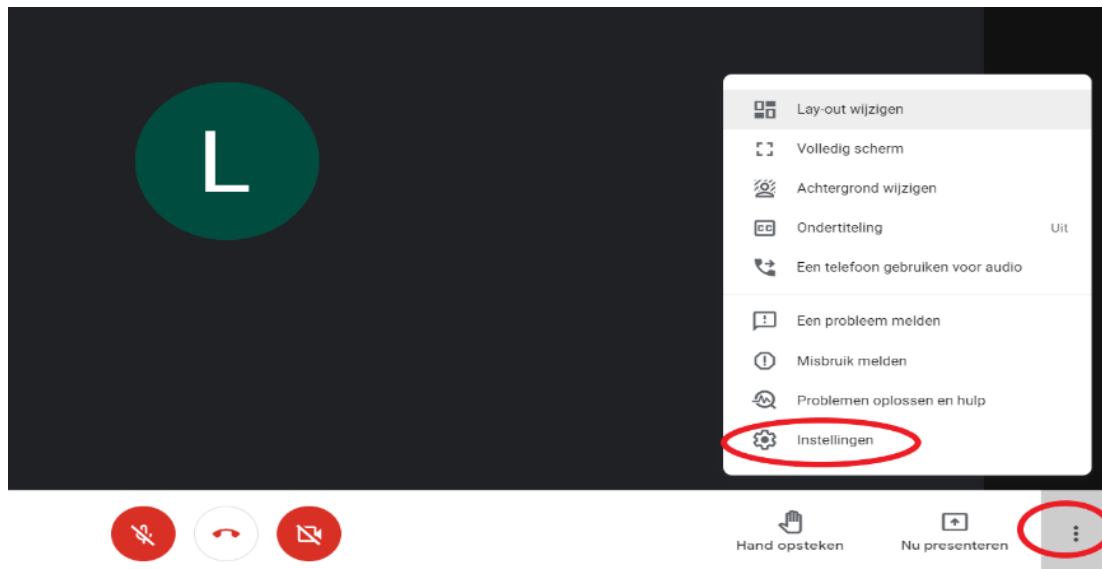 L
Lay-out wijzigen
Volledig scherm
Achtergrond wijzigen
CC Ondertiteling Uit
Een telefoon gebruiken voor audio
Een probleem melden
Misbruik melden
Problemen oplossen en hulp
Instellingen
Hand opsteken Nu presenteren